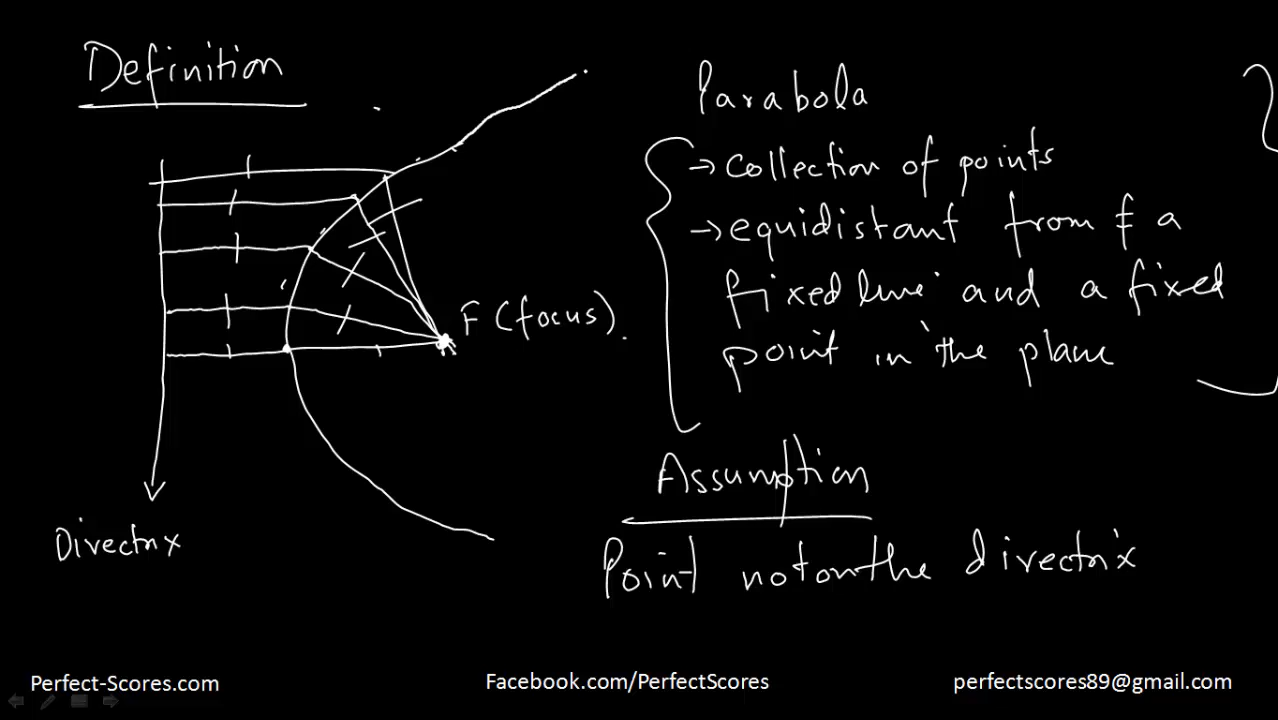 Definition
Parabola
→ collection of points
→ equidistant from a
fixed line and a fixed
point in the plane
F (focus).
Assumption
Directrix
Point not on the directrix
Perfect-Scores.com
Facebook.com/PerfectScores
perfectscores89@gmail.com